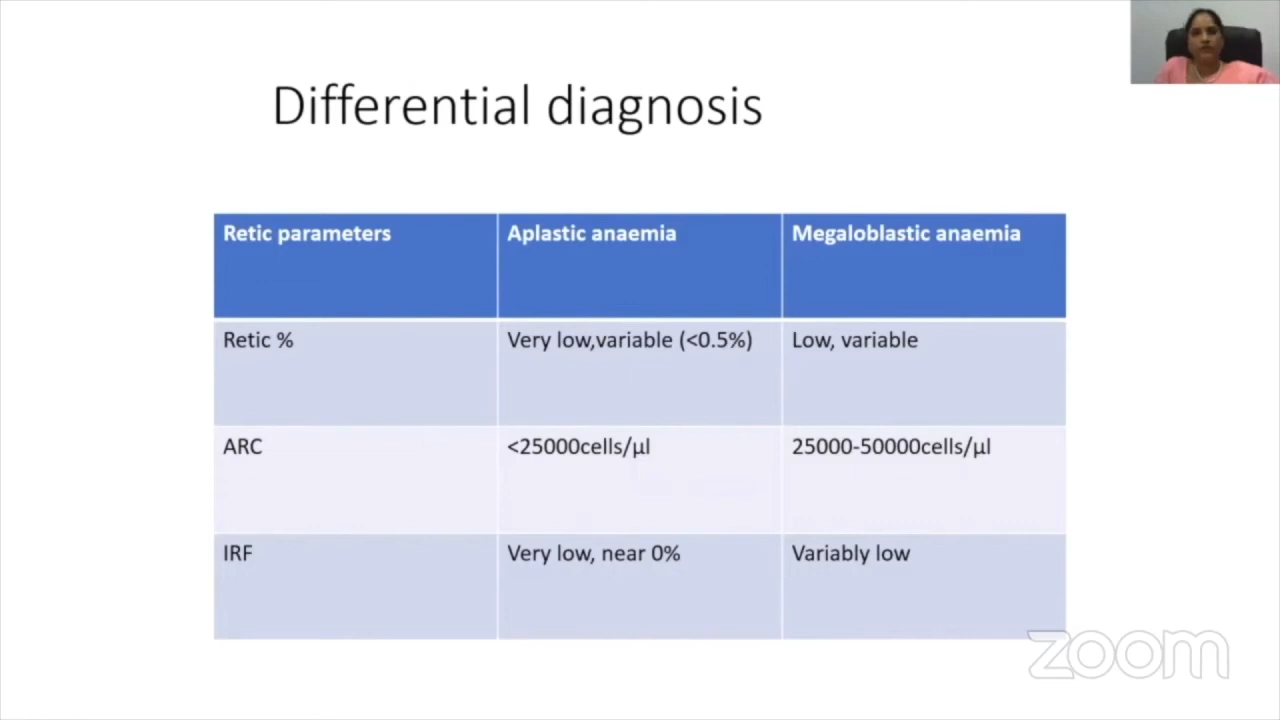 Differential diagnosis
Retic parameters Aplastic anaemia Megaloblastic anaemia
Retic % Very low,variable (<0.5%) Low, variable
ARC <25000cells/µl 25000-50000cells/µl
IRF Very low, near 0% Variably low
zoom